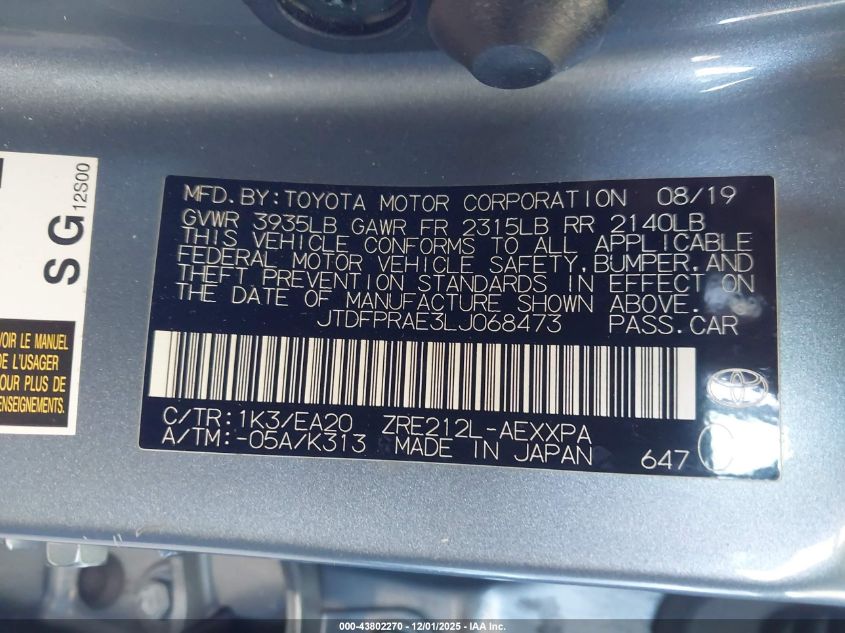 SG 12S00
VOIR LE MANUEL
DE L'USAGER
POUR PLUS DE
RENSEIGNEMENTS.
MFD.BY:TOYOTA MOTOR CORPORATION 08/19
GVWR 3935LB GAWR FR 2315LB RR 2140LB
THIS VEHICLE CONFORMS TO ALL APPLICABLE
FEDERAL MOTOR VEHICLE SAFETY,BUMPER,AND
THEFT PREVENTION STANDARDS IN EFFECT ON
THE DATE OF MANUFACTURE SHOWN ABOVE.
JTDFPRAE3LJ068473 PASS.CAR
C/TR:1K3/EA20 ZRE212L-AEXXPA
A/TM:-05A/K313 MADE IN JAPAN 647 C
000-43802270 - 12/01/2025 - IAA Inc.